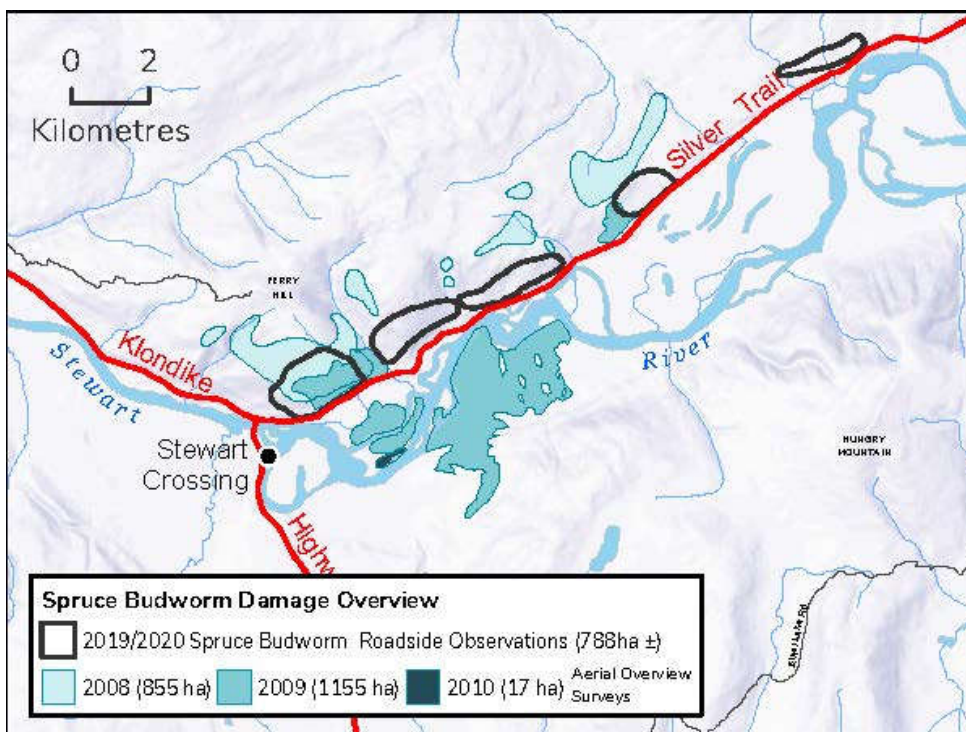 0 2
Kilometres
Silver Trail
FERRY
HILL
Klondike
Stewart
River
Stewart
Crossing
HUNGRY
MOUNTAIN
Highw
Spruce Budworm Damage Overview
2019/2020 Spruce Budworm Roadside Observations (788ha ±)
2008 (855 ha) 2009 (1155 ha) 2010 (17 ha) Aerial Overview
Surveys
Lake Rd